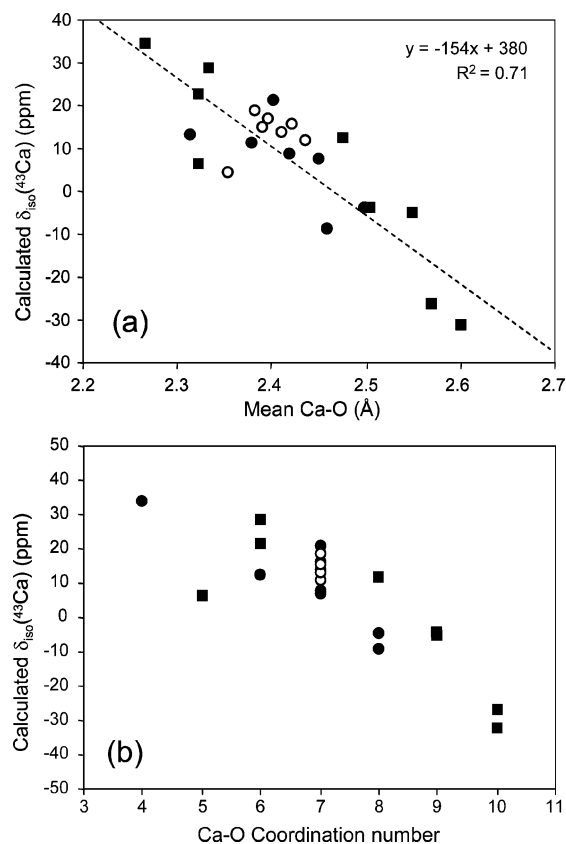 40
30
20
10
0
-10
-20
-30
-40
Calculated δiso(⁴³Ca) (ppm)
y = -154x + 380
R² = 0.71
(a)
2.2 2.3 2.4 2.5 2.6 2.7
Mean Ca-O (Å)
50
40
30
20
10
0
-10
-20
-30
-40
-50
Calculated δiso(⁴³Ca) (ppm)
(b)
3 4 5 6 7 8 9 10 11
Ca-O Coordination number